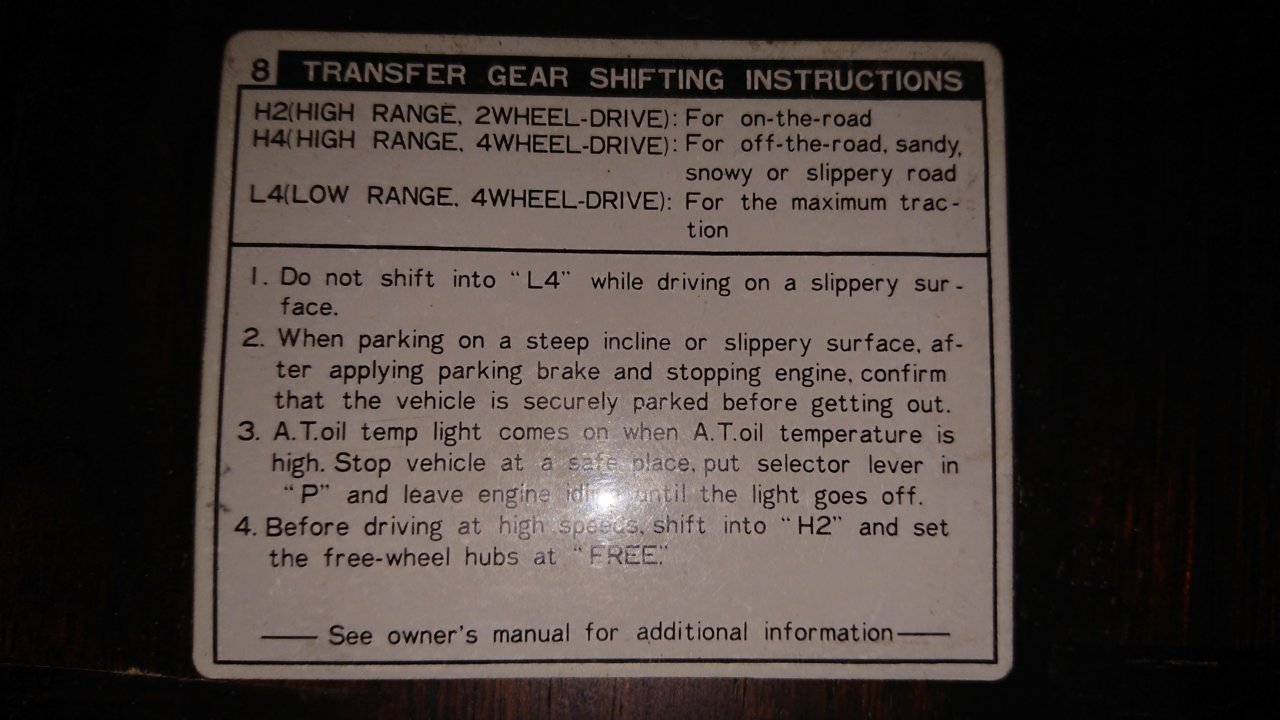 8 TRANSFER GEAR SHIFTING INSTRUCTIONS
H2(HIGH RANGE, 2WHEEL-DRIVE): For on-the-road
H4(HIGH RANGE, 4WHEEL-DRIVE): For off-the-road, sandy,
snowy or slippery road
L4(LOW RANGE, 4WHEEL-DRIVE): For the maximum trac-
tion
1. Do not shift into "L4" while driving on a slippery sur-
face.
2. When parking on a steep incline or slippery surface, af-
ter applying parking brake and stopping engine, confirm
that the vehicle is securely parked before getting out.
3. A.T.oil temp light comes on when A.T.oil temperature is
high. Stop vehicle at a safe place, put selector lever in
"P" and leave engine idling until the light goes off.
4. Before driving at high speeds, shift into "H2" and set
the free-wheel hubs at "FREE".
See owner's manual for additional information